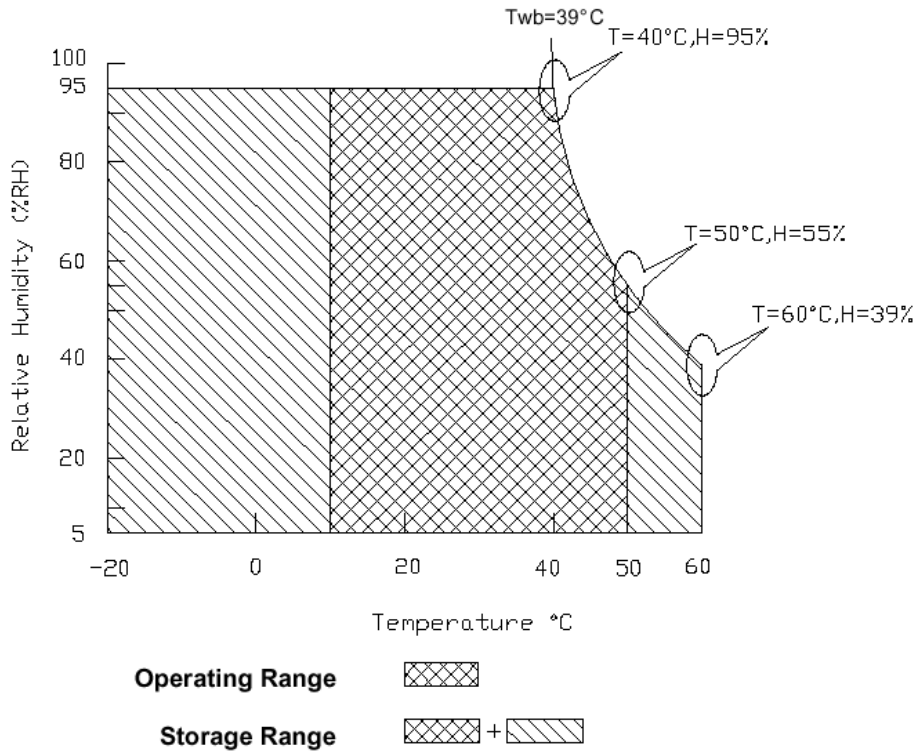 Twb=39°C
T=40°C,H=95%
100
95
80
T=50°C,H=55%
60
T=60°C,H=39%
40
20
5
Relative Humidity (%RH)
-20 0 20 40 50 60
Temperature °C
Operating Range
Storage Range +